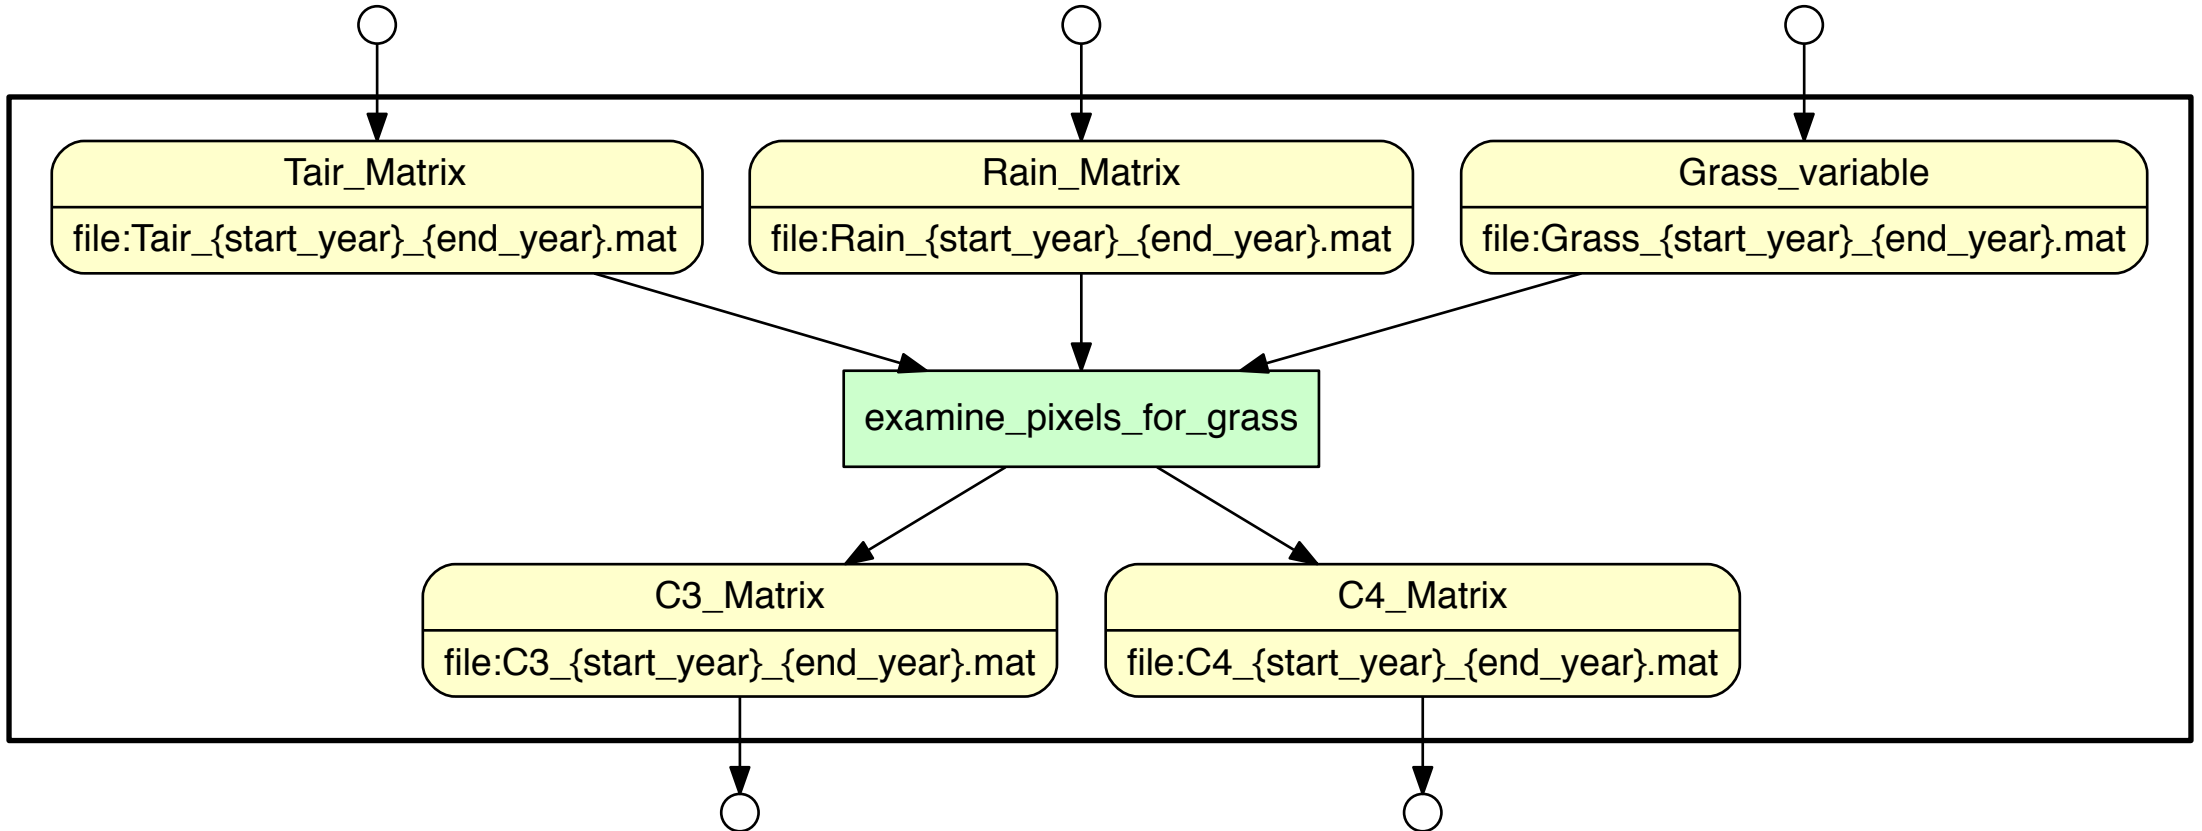 Tair_Matrix
file:Tair_{start_year}_{end_year}.mat
Rain_Matrix
file:Rain_{start_year}_{end_year}.mat
Grass_variable
file:Grass_{start_year}_{end_year}.mat
examine_pixels_for_grass
C3_Matrix
file:C3_{start_year}_{end_year}.mat
C4_Matrix
file:C4_{start_year}_{end_year}.mat